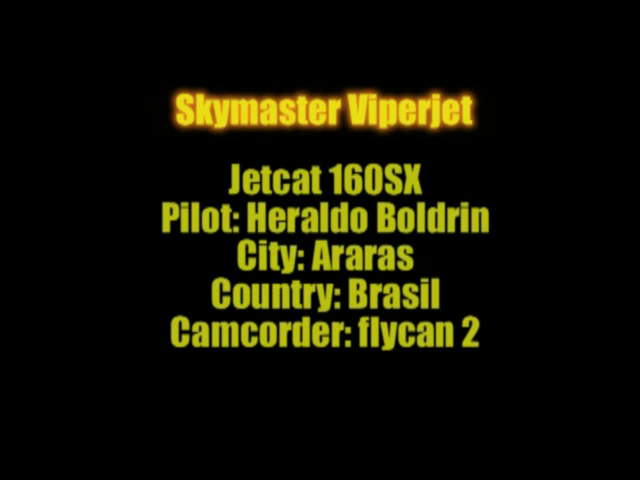 Skymaster Viperjet
Jetcat 160SX
Pilot: Heraldo Boldrin
City: Araras
Country: Brasil
Camcorder: flycan 2